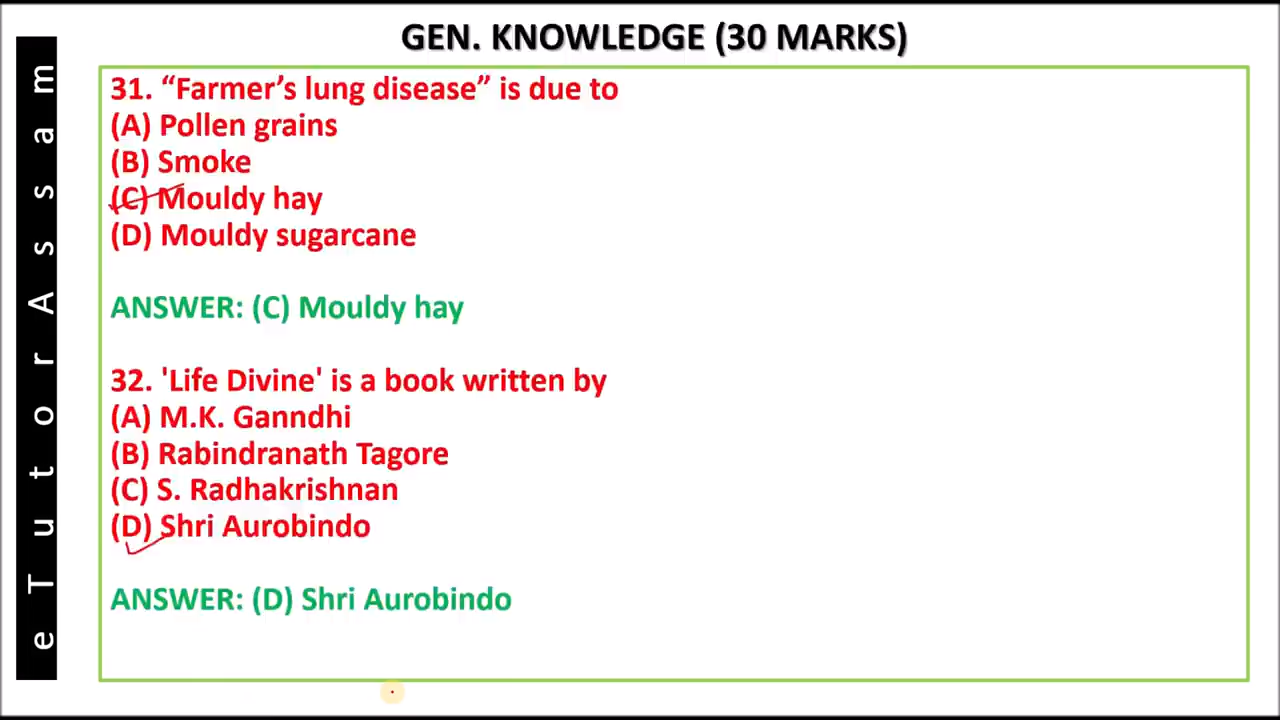 GEN. KNOWLEDGE (30 MARKS)
31. “Farmer’s lung disease” is due to
(A) Pollen grains
(B) Smoke
(C) Mouldy hay
(D) Mouldy sugarcane
ANSWER: (C) Mouldy hay
32. 'Life Divine' is a book written by
(A) M.K. Ganndhi
(B) Rabindranath Tagore
(C) S. Radhakrishnan
(D) Shri Aurobindo
ANSWER: (D) Shri Aurobindo
eTutorAssam